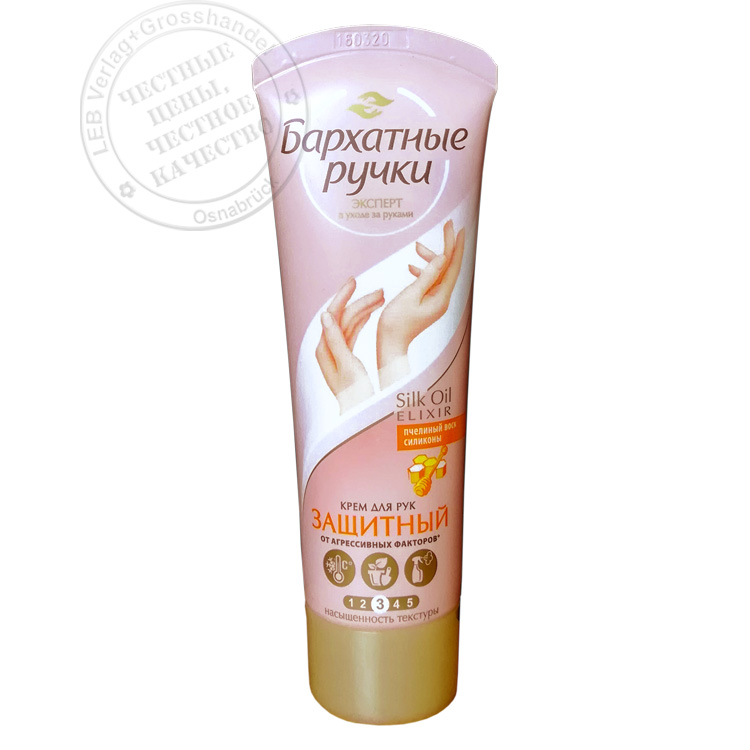 LEB Verlag+Grosshandel
ЧЕСТНЫЕ
ЦЕНЫ,
ЧЕСТНОЕ
КАЧЕСТВО
Osnabrück
160320
Бархатные
ручки
ЭКСПЕРТ
в уходе за руками
Silk Oil
ELIXIR
пчелиный воск
силиконы
КРЕМ ДЛЯ РУК
ЗАЩИТНЫЙ
ОТ АГРЕССИВНЫХ ФАКТОРОВ*
C°
1 2 3 4 5
насыщенность текстуры